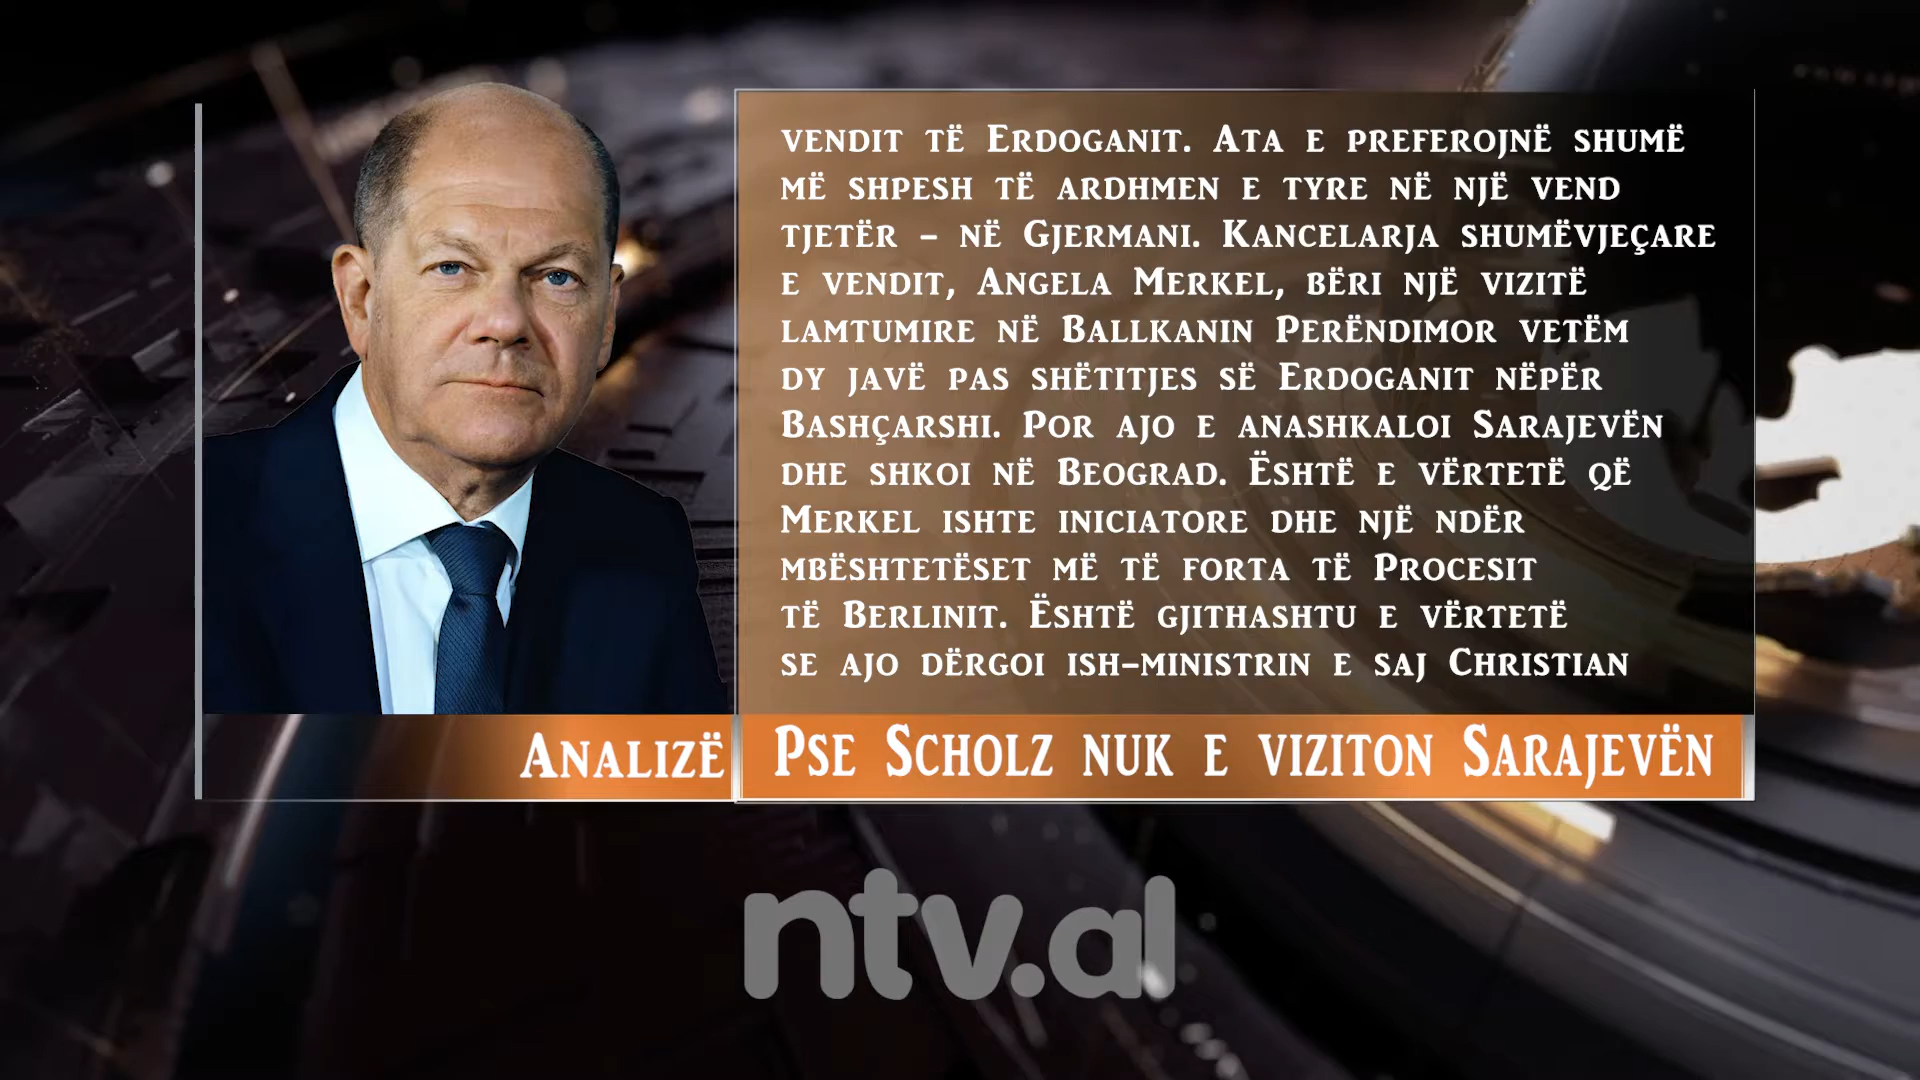 vendit të Erdoganit. Ata e preferojnë shumë
më shpesh të ardhmen e tyre në një vend
tjetër – në Gjermani. Kancelarja shumëvjeçare
e vendit, Angela Merkel, bëri një vizitë
lamtumire në Ballkanin Perëndimor vetëm
dy javë pas shëtitjes së Erdoganit nëpër
Bashçarshi. Por ajo e anashkaloi Sarajevën
dhe shkoi në Beograd. Është e vërtetë që
Merkel ishte iniciatore dhe një ndër
mbështetëset më të forta të Procesit
të Berlinit. Është gjithashtu e vërtetë
se ajo dërgoi ish-ministrin e saj Christian
Analizë
Pse Scholz nuk e viziton Sarajevën
ntv.al